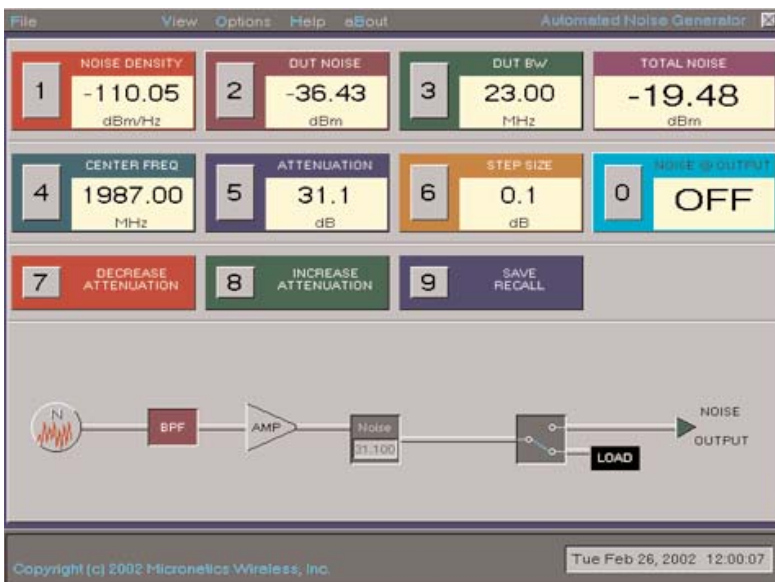 File View Options Help aBout Automated Noise Generator X
1 NOISE DENSITY -110.05 dBm/Hz
2 DUT NOISE -36.43 dBm
3 DUT BW 23.00 MHz
TOTAL NOISE -19.48 dBm
4 CENTER FREQ 1987.00 MHz
5 ATTENUATION 31.1 dB
6 STEP SIZE 0.1 dB
0 NOISE @ OUTPUT OFF
7 DECREASE ATTENUATION
8 INCREASE ATTENUATION
9 SAVE RECALL
N
BPF
AMP
Noise
31.100
LOAD
NOISE
OUTPUT
Copyright (c) 2002 Micronetics Wireless, Inc.
Tue Feb 26, 2002 12:00:07